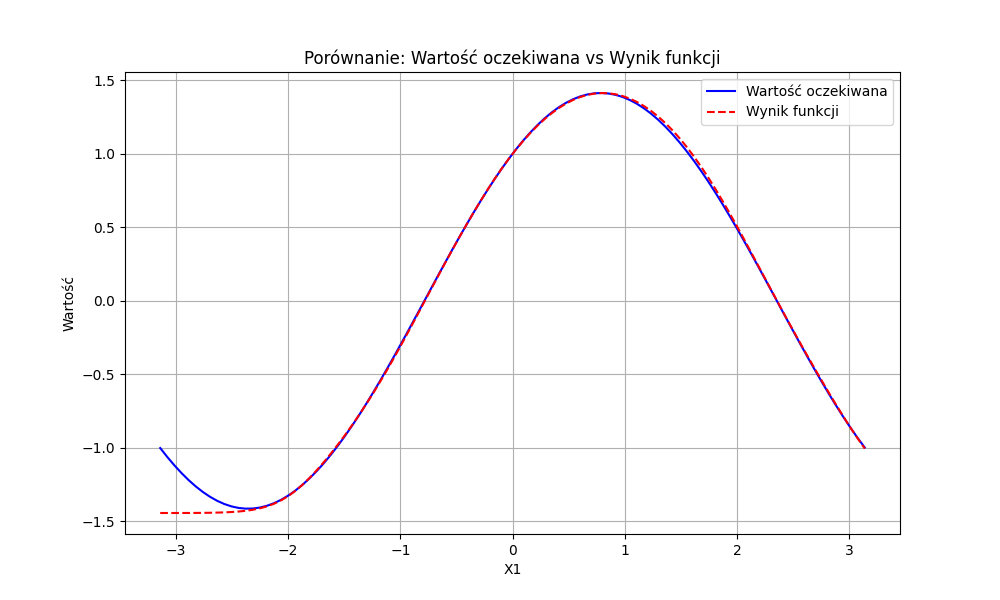 Porównanie: Wartość oczekiwana vs Wynik funkcji
Wartość oczekiwana
Wynik funkcji
Wartość
1.5
1.0
0.5
0.0
−0.5
−1.0
−1.5
−3 −2 −1 0 1 2 3
X1